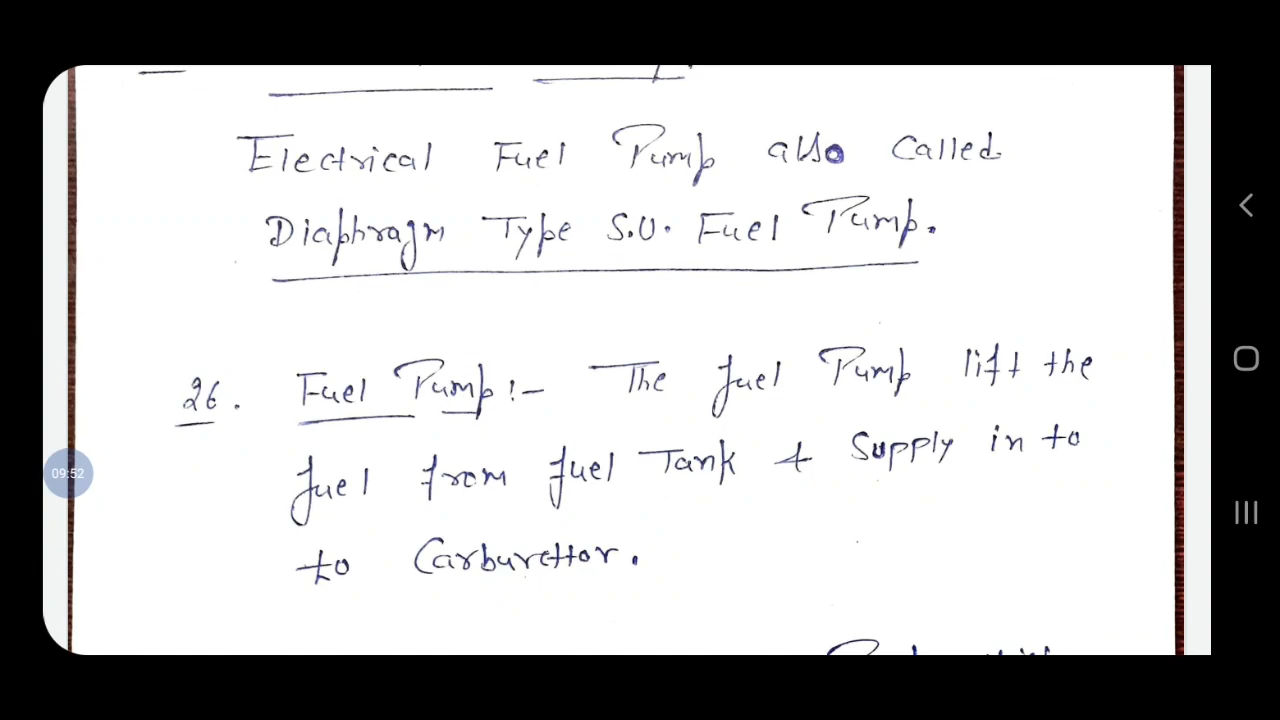 Electrical Fuel Pump also Called
Diaphragm Type S.U. Fuel Pump.
26. Fuel Pump:- The fuel Pump lift the
fuel from fuel Tank & Supply in to
to Carburettor.
09:52